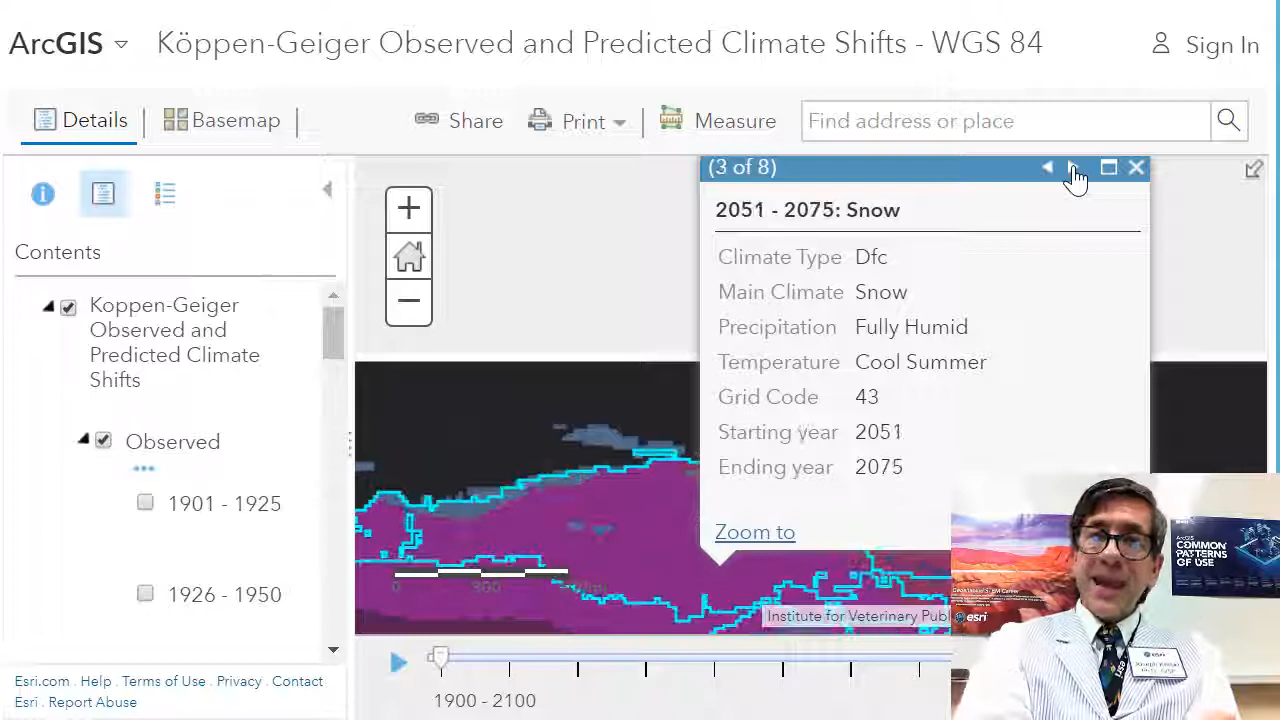 ArcGIS Köppen-Geiger Observed and Predicted Climate Shifts - WGS 84 Sign In
Details Basemap Share Print Measure Find address or place
(3 of 8)
2051 - 2075: Snow
Climate Type Dfc
Main Climate Snow
Precipitation Fully Humid
Temperature Cool Summer
Grid Code 43
Starting year 2051
Ending year 2075
Zoom to
Contents
Koppen-Geiger
Observed and
Predicted Climate
Shifts
Observed
1901 - 1925
1926 - 1950
0 300
Institute for Veterinary Publ
1900 - 2100
Esri.com . Help . Terms of Use . Privacy . Contact
Esri . Report Abuse
ArcGIS
COMMON
PATTERNS
OF USE
esri
esri
esri